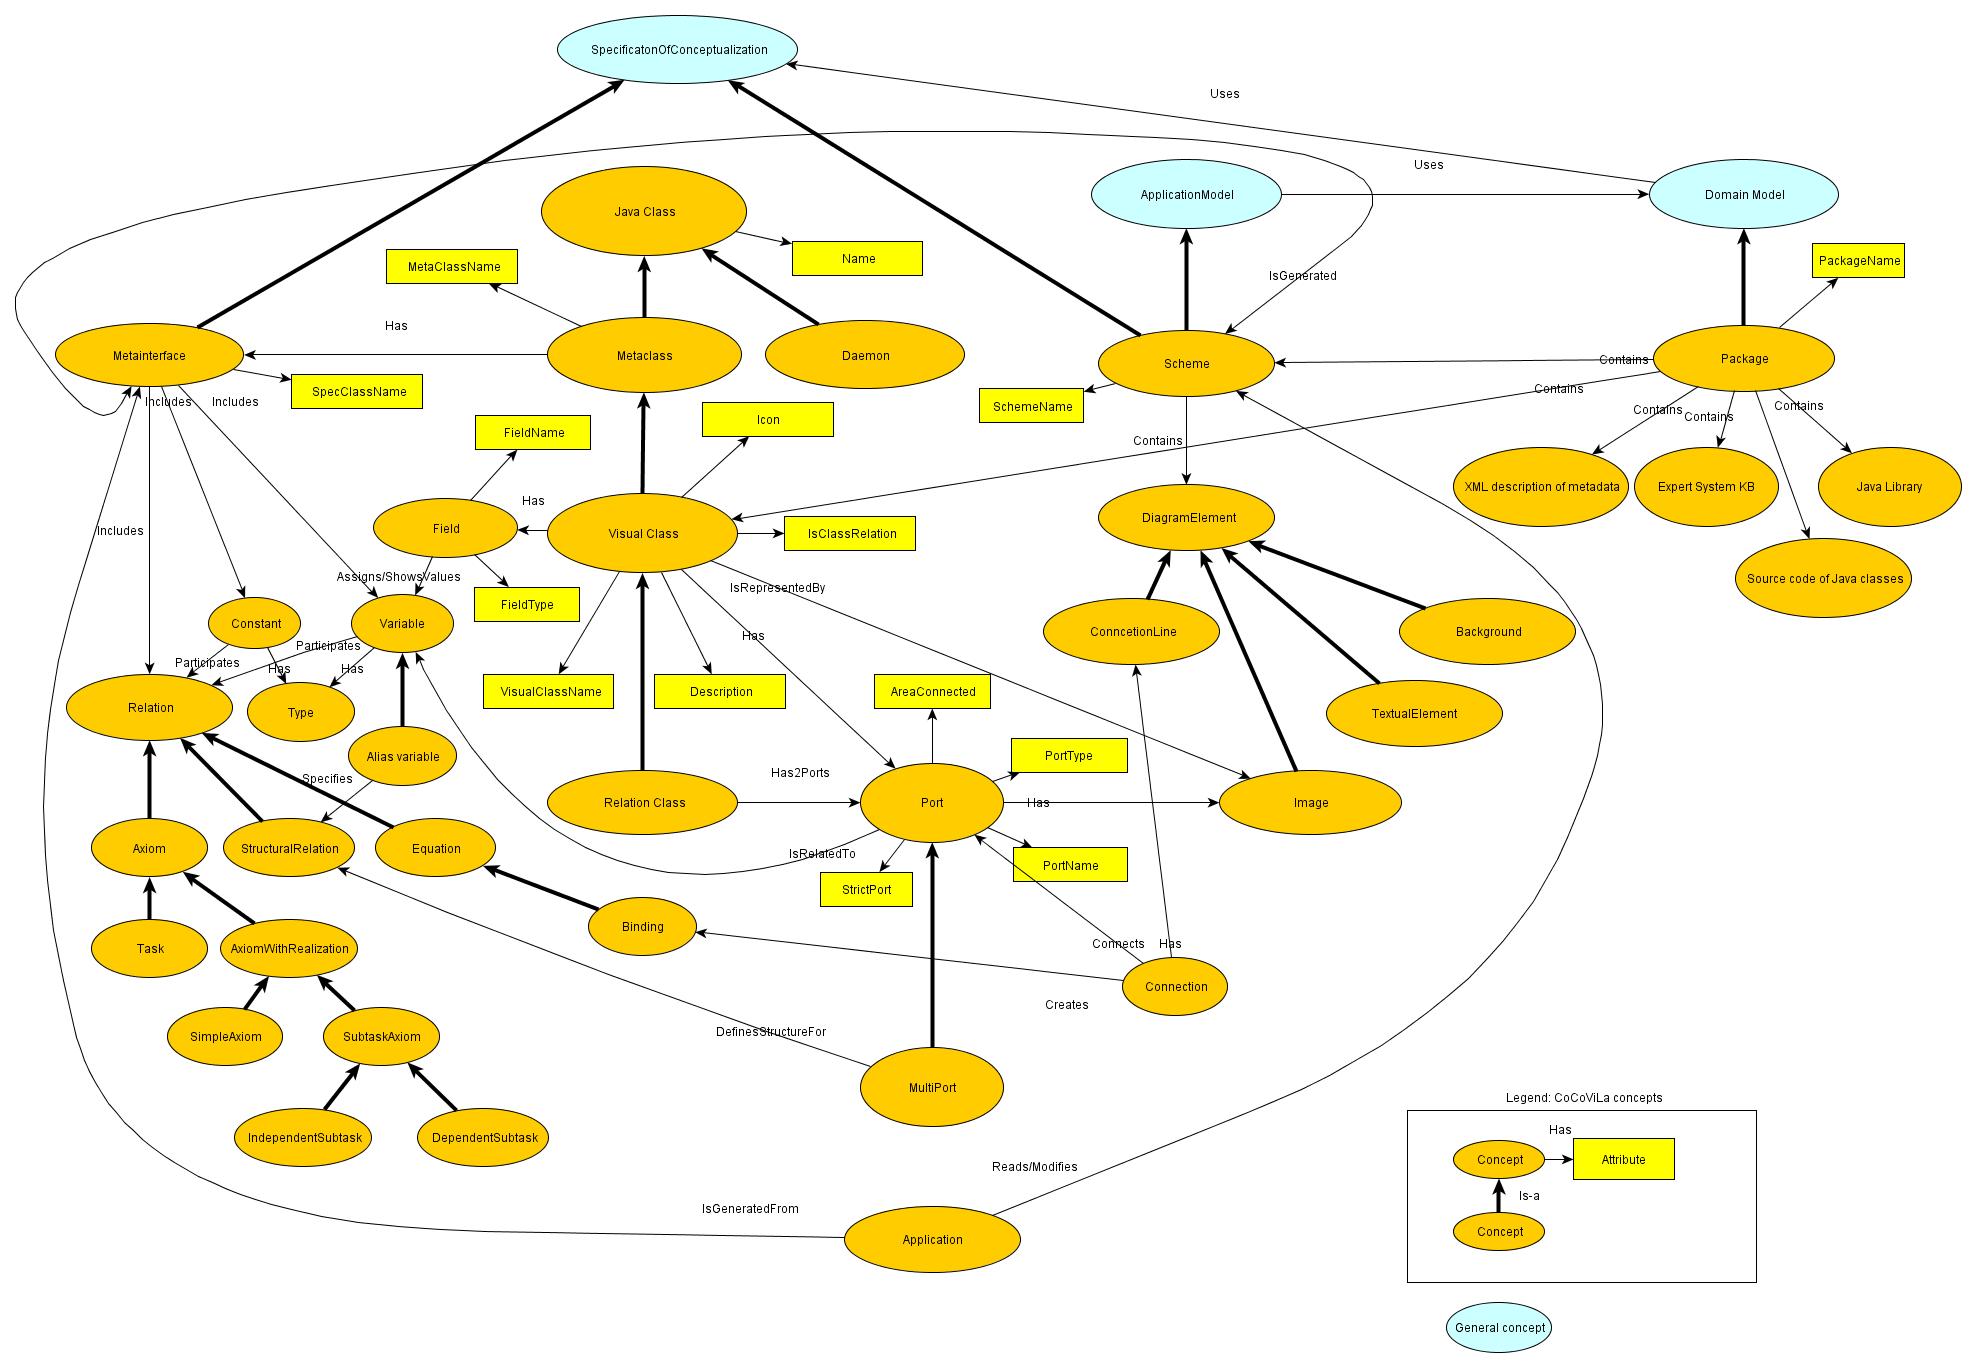 SpecificatonOfConceptualization
Uses
Uses
ApplicationModel
Domain Model
Java Class
Name
MetaClassName
IsGenerated
PackageName
Has
Metainterface
Metaclass
Daemon
Scheme
Contains
Package
SpecClassName
Contains
SchemeName
Includes
Includes
Icon
Contains
Contains
Contains
FieldName
Contains
XML description of metadata
Expert System KB
Java Library
Has
Field
Visual Class
IsClassRelation
DiagramElement
Includes
Assigns/ShowsValues
IsRepresentedBy
Source code of Java classes
FieldType
Constant
Variable
Has
ConncetionLine
Background
Participates
Participates
Has
Has
VisualClassName
Description
AreaConnected
Relation
Type
TextualElement
Alias variable
PortType
Specifies
Has2Ports
Relation Class
Port
Has
Image
Axiom
StructuralRelation
Equation
IsRelatedTo
PortName
StrictPort
Binding
Task
AxiomWithRealization
Connects
Has
Connection
Creates
SimpleAxiom
SubtaskAxiom
DefinesStructureFor
MultiPort
IndependentSubtask
DependentSubtask
Reads/Modifies
IsGeneratedFrom
Application
Legend: CoCoViLa concepts
Has
Concept
Attribute
Is-a
Concept
General concept